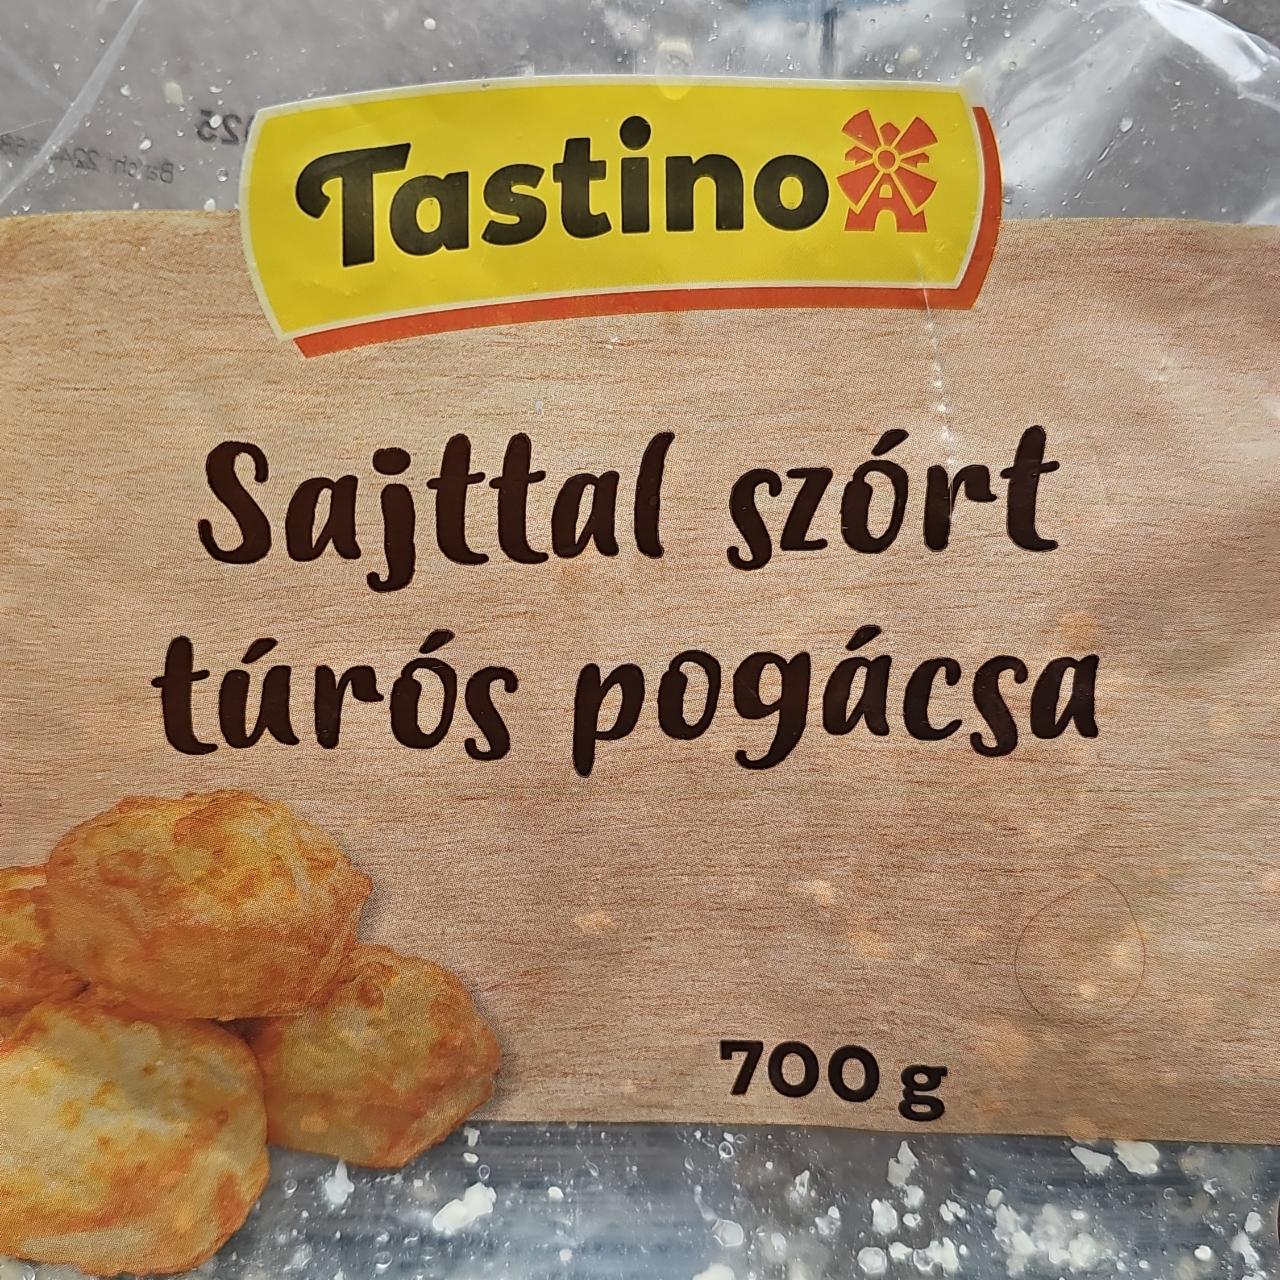 Tastino
Sajttal szórt
túrós pogácsa
700 g